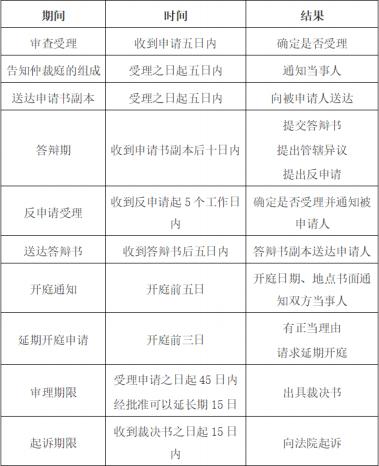 期间 时间 结果
审查受理 收到申请五日内 确定是否受理
告知仲裁庭的组成 受理之日起五日内 通知当事人
送达申请书副本 受理之日起五日内 向被申请人送达
答辩期 收到申请书副本后十日内 提交答辩书
提出管辖异议
提出反申请
反申请受理 收到反申请起 5 个工作日内 确定是否受理并通知被申请人
送达答辩书 收到答辩书后五日内 答辩书副本送达申请人
开庭通知 开庭前五日 开庭日期、地点书面通知双方当事人
延期开庭申请 开庭前三日 有正当理由
请求延期开庭
审理期限 受理申请之日起 45 日内 出具裁决书
经批准可以延长期 15 日
起诉期限 收到裁决书之日起 15 日内 向法院起诉